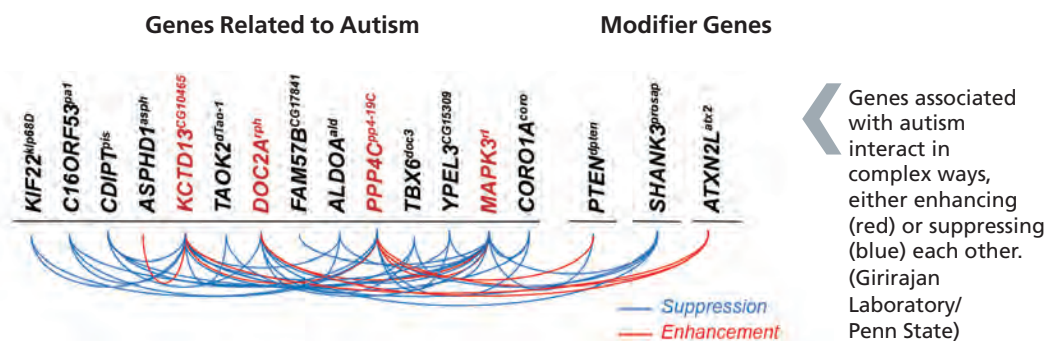 Genes Related to Autism
Modifier Genes
KIF22klp68D
C16ORF53pa1
CDIPTpis
ASPHD1asph
KCTD13CG10465
TAOK2dTao-1
DOC2Arph
FAM57BCG17841
ALDOAald
PPP4Cpp4-19C
TBX6doc3
YPEL3CG15309
MAPK3rl
CORO1Acoro
PTENdpten
SHANK3prosap
ATXN2Latx2
Suppression
Enhancement
Genes associated
with autism
interact in
complex ways,
either enhancing
(red) or suppressing
(blue) each other.
(Girirajan
Laboratory/
Penn State)